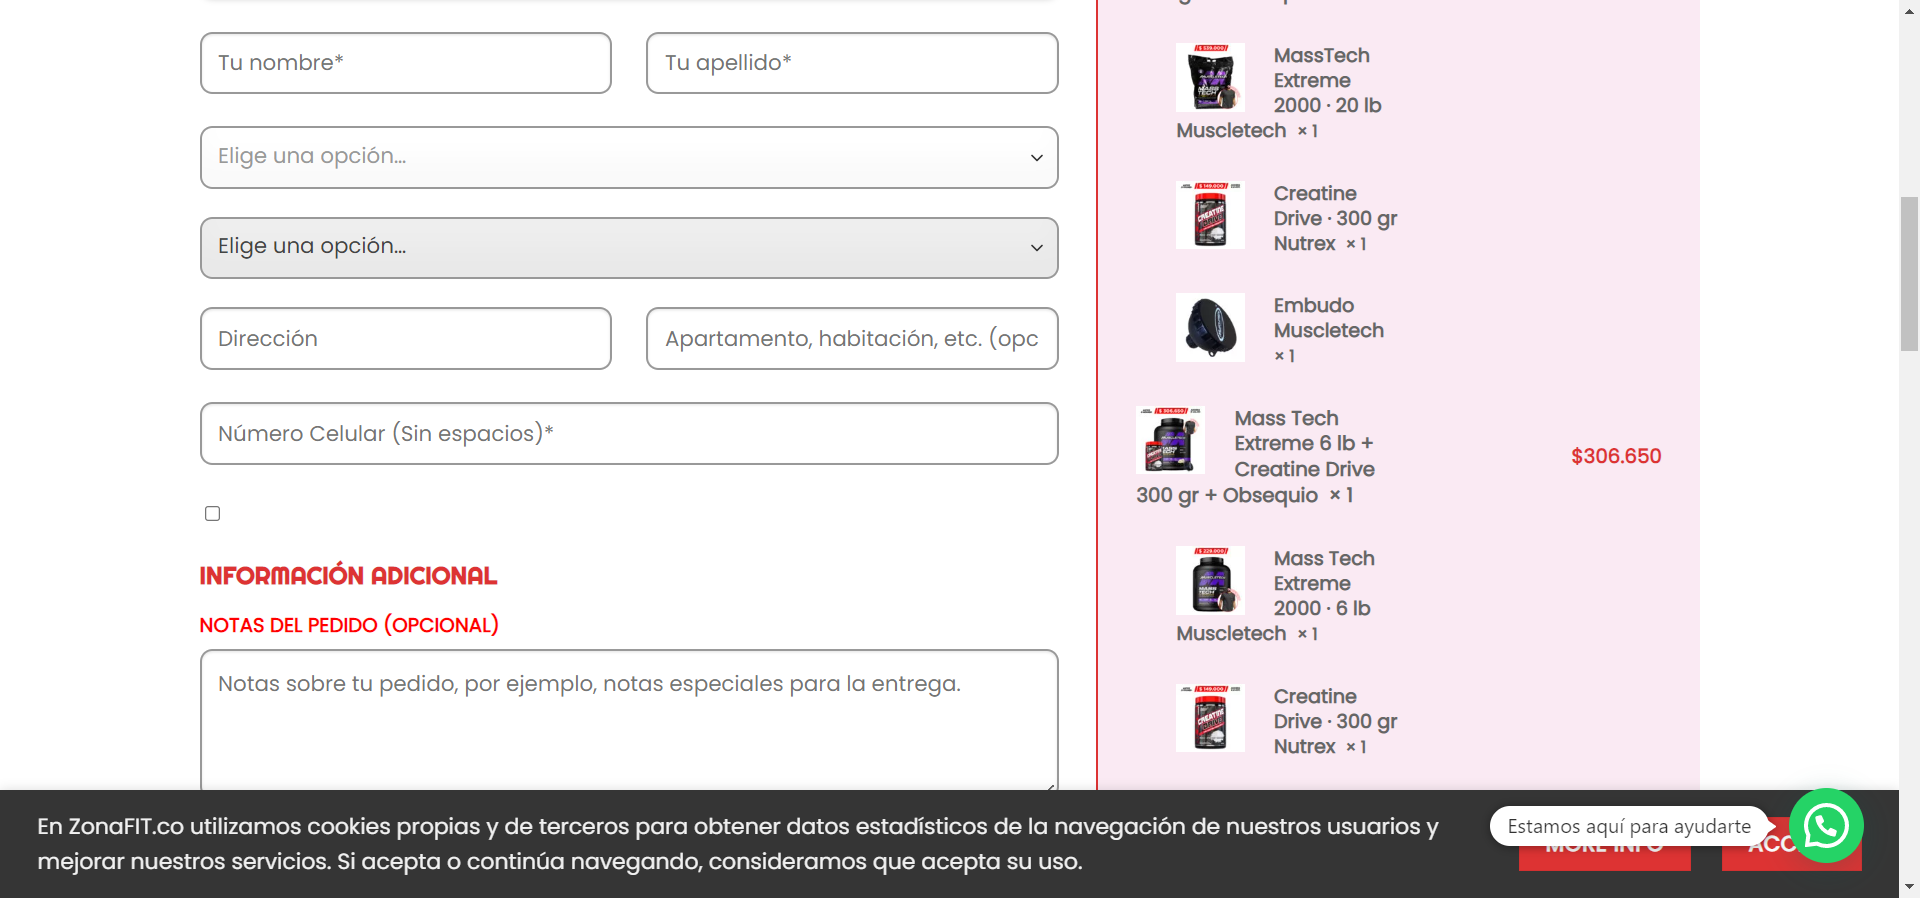 Tu nombre*
Tu apellido*
Elige una opción...
Elige una opción...
Dirección
Apartamento, habitación, etc. (opc
Número Celular (Sin espacios)*
INFORMACIÓN ADICIONAL
NOTAS DEL PEDIDO (OPCIONAL)
Notas sobre tu pedido, por ejemplo, notas especiales para la entrega.
MassTech
Extreme
2000 · 20 lb
Muscletech × 1
Creatine
Drive · 300 gr
Nutrex × 1
Embudo
Muscletech
× 1
Mass Tech
Extreme 6 lb +
Creatine Drive
300 gr + Obsequio × 1
$306.650
Mass Tech
Extreme
2000 · 6 lb
Muscletech × 1
Creatine
Drive · 300 gr
Nutrex × 1
En ZonaFIT.co utilizamos cookies propias y de terceros para obtener datos estadísticos de la navegación de nuestros usuarios y
mejorar nuestros servicios. Si acepta o continúa navegando, consideramos que acepta su uso.
Estamos aquí para ayudarte
MORE INFO